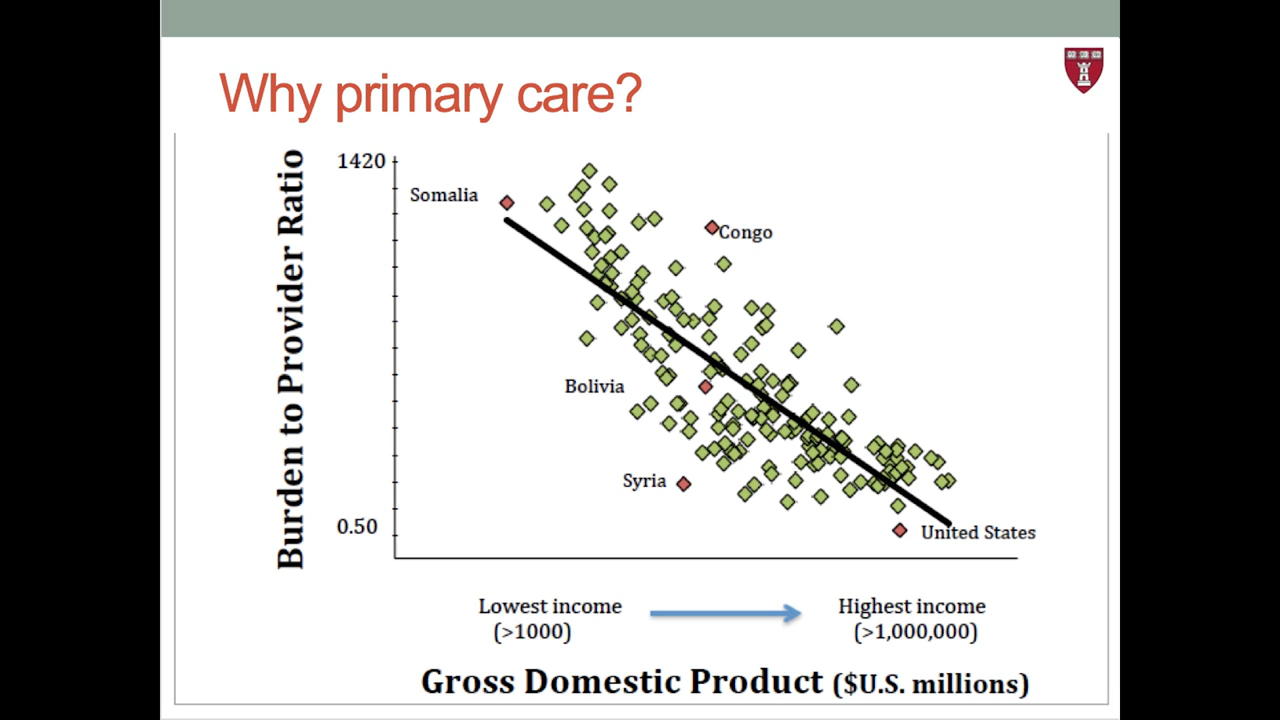 Why primary care?
Burden to Provider Ratio
1420
0.50
Somalia
Congo
Bolivia
Syria
United States
Lowest income
(>1000)
Highest income
(>1,000,000)
Gross Domestic Product ($U.S. millions)